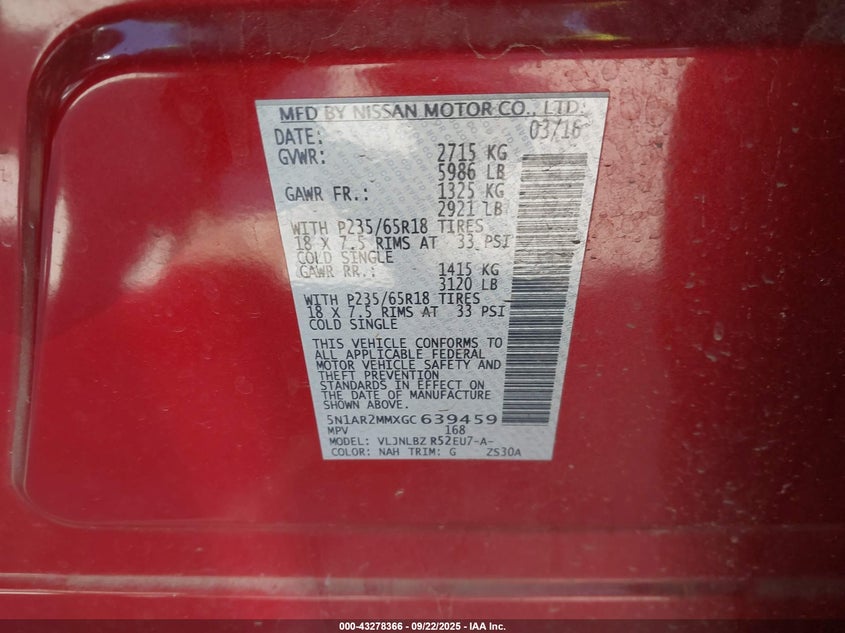 MFD BY NISSAN MOTOR CO., LTD.
DATE: 03/16
GVWR: 2715 KG
5986 LB
GAWR FR.: 1325 KG
2921 LB
WITH P235/65R18 TIRES
18 X 7.5 RIMS AT 33 PSI
COLD SINGLE
GAWR RR.: 1415 KG
3120 LB
WITH P235/65R18 TIRES
18 X 7.5 RIMS AT 33 PSI
COLD SINGLE
THIS VEHICLE CONFORMS TO
ALL APPLICABLE FEDERAL
MOTOR VEHICLE SAFETY AND
THEFT PREVENTION
STANDARDS IN EFFECT ON
THE DATE OF MANUFACTURE
SHOWN ABOVE.
5N1AR2MMXGC 639459
MPV 168
MODEL: VLJNLBZ R52EU7-A-
COLOR: NAH TRIM: G ZS30A
000-43278366 - 09/22/2025 - IAA Inc.